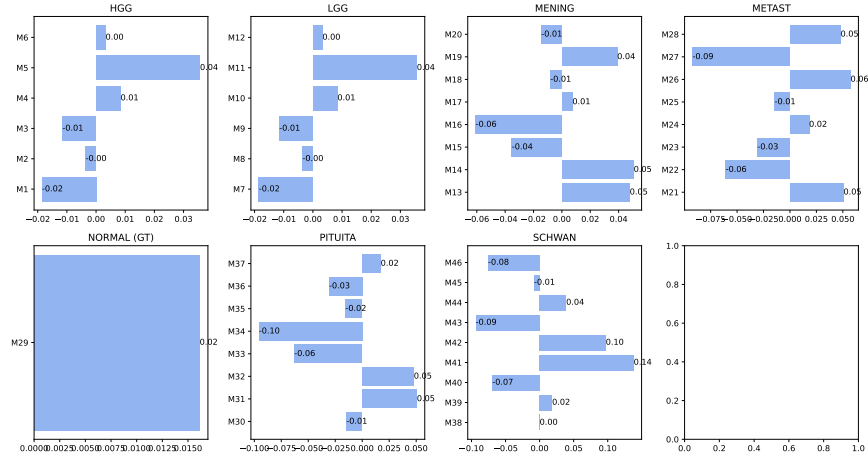 HGG
M6
0.00
M5
0.04
M4
0.01
M3
-0.01
M2
-0.00
M1
-0.02
−0.02 −0.01 0.00 0.01 0.02 0.03
LGG
M12
0.00
M11
0.04
M10
0.01
M9
-0.01
M8
-0.00
M7
-0.02
−0.02 −0.01 0.00 0.01 0.02 0.03
MENING
M20
-0.01
M19
0.04
M18
-0.01
M17
0.01
M16
-0.06
M15
-0.04
M14
0.05
M13
0.05
−0.06 −0.04 −0.02 0.00 0.02 0.04
METAST
M28
0.05
M27
-0.09
M26
0.06
M25
-0.01
M24
0.02
M23
-0.03
M22
-0.06
M21
0.05
−0.075 −0.050 −0.025 0.000 0.025 0.050
NORMAL (GT)
M29
0.02
0.0000 0.0025 0.0050 0.0075 0.0100 0.0125 0.0150
PITUITA
M37
0.02
M36
-0.03
M35
-0.02
M34
-0.10
M33
-0.06
M32
0.05
M31
0.05
M30
-0.01
−0.100 −0.075 −0.050 −0.025 0.000 0.025 0.050
SCHWAN
M46
-0.08
M45
-0.01
M44
0.04
M43
-0.09
M42
0.10
M41
0.14
M40
-0.07
M39
0.02
M38
0.00
−0.10 −0.05 0.00 0.05 0.10
1.0
0.8
0.6
0.4
0.2
0.0
0.0 0.2 0.4 0.6 0.8 1.0